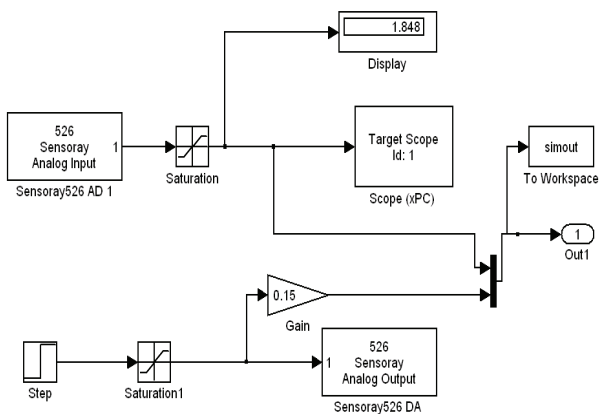 1.848
Display
526
Sensoray
Analog Input
1
Sensoray526 AD 1
Saturation
Target Scope
Id: 1
Scope (xPC)
simout
To Workspace
1
Out1
0.15
Gain
Step
Saturation1
1
526
Sensoray
Analog Output
Sensoray526 DA